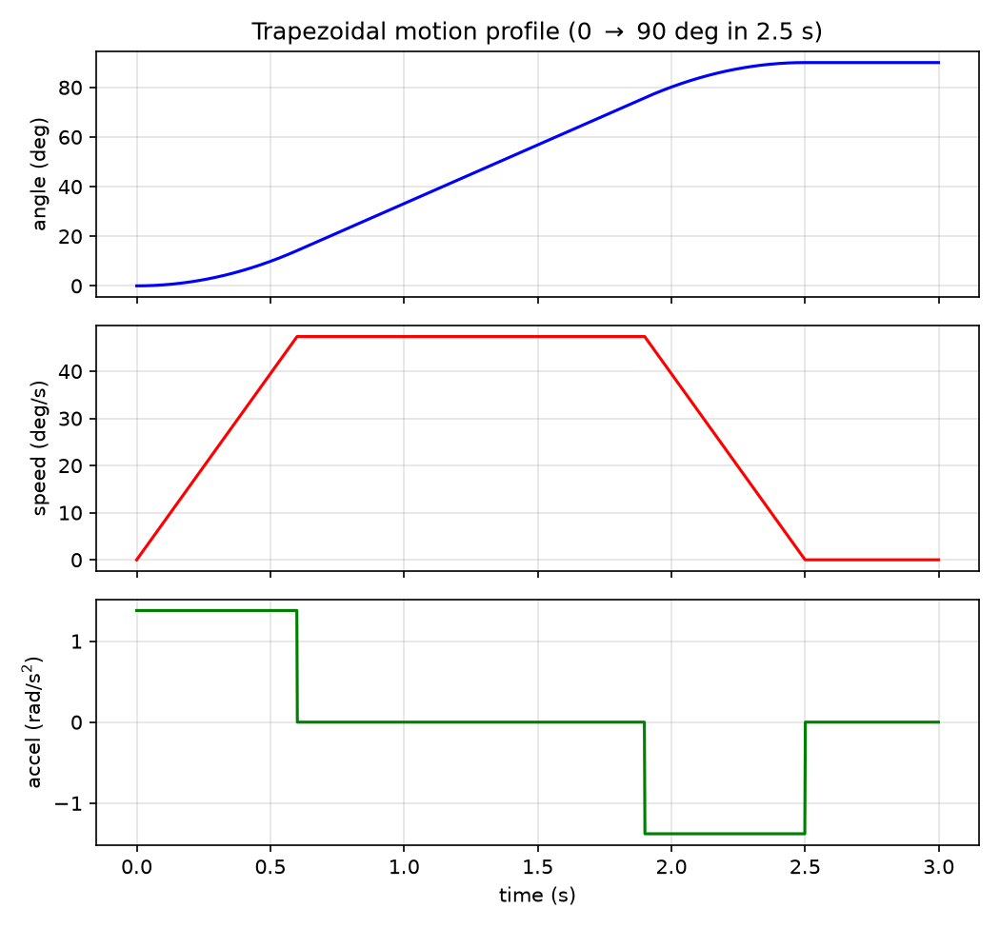 Trapezoidal motion profile (0 → 90 deg in 2.5 s)
angle (deg)
80
60
40
20
0
speed (deg/s)
40
30
20
10
0
accel (rad/s²)
1
0
−1
0.0 0.5 1.0 1.5 2.0 2.5 3.0
time (s)